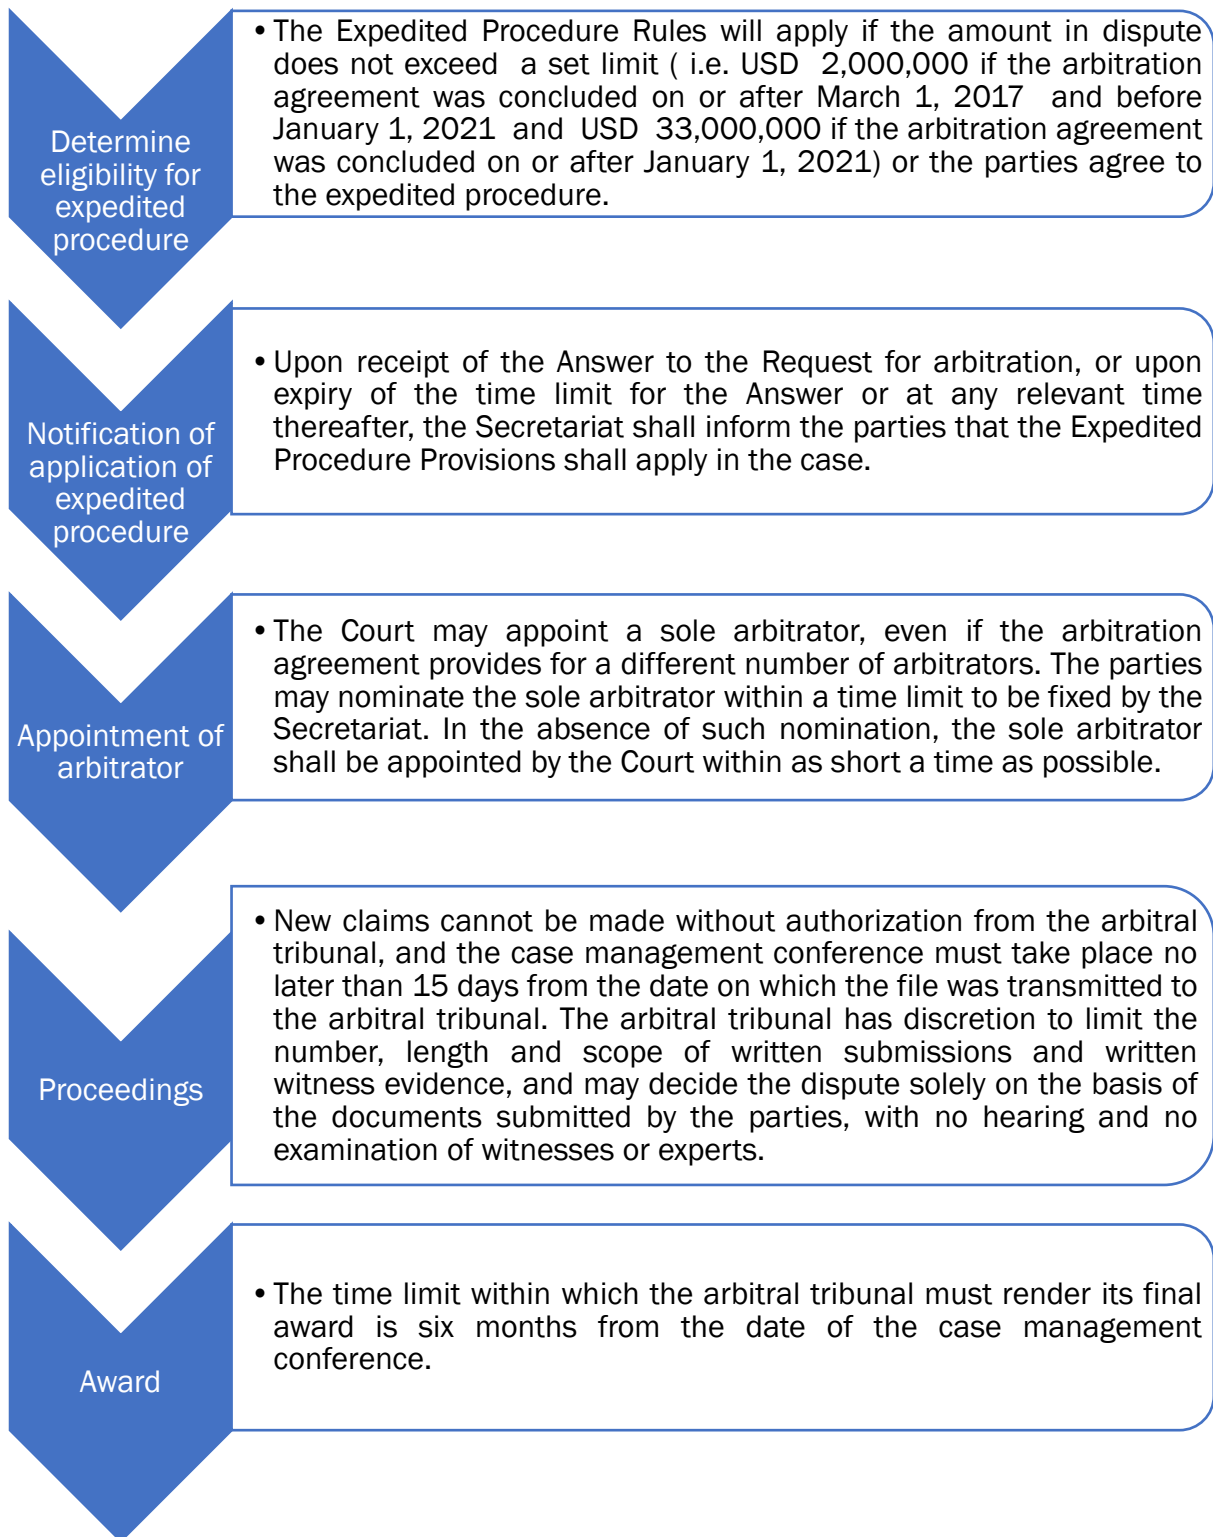 Determine
eligibility for
expedited
procedure
• The Expedited Procedure Rules will apply if the amount in dispute
does not exceed a set limit ( i.e. USD 2,000,000 if the arbitration
agreement was concluded on or after March 1, 2017 and before
January 1, 2021 and USD 33,000,000 if the arbitration agreement
was concluded on or after January 1, 2021) or the parties agree to
the expedited procedure.
Notification of
application of
expedited
procedure
• Upon receipt of the Answer to the Request for arbitration, or upon
expiry of the time limit for the Answer or at any relevant time
thereafter, the Secretariat shall inform the parties that the Expedited
Procedure Provisions shall apply in the case.
Appointment of
arbitrator
• The Court may appoint a sole arbitrator, even if the arbitration
agreement provides for a different number of arbitrators. The parties
may nominate the sole arbitrator within a time limit to be fixed by the
Secretariat. In the absence of such nomination, the sole arbitrator
shall be appointed by the Court within as short a time as possible.
Proceedings
• New claims cannot be made without authorization from the arbitral
tribunal, and the case management conference must take place no
later than 15 days from the date on which the file was transmitted to
the arbitral tribunal. The arbitral tribunal has discretion to limit the
number, length and scope of written submissions and written
witness evidence, and may decide the dispute solely on the basis of
the documents submitted by the parties, with no hearing and no
examination of witnesses or experts.
Award
• The time limit within which the arbitral tribunal must render its final
award is six months from the date of the case management
conference.